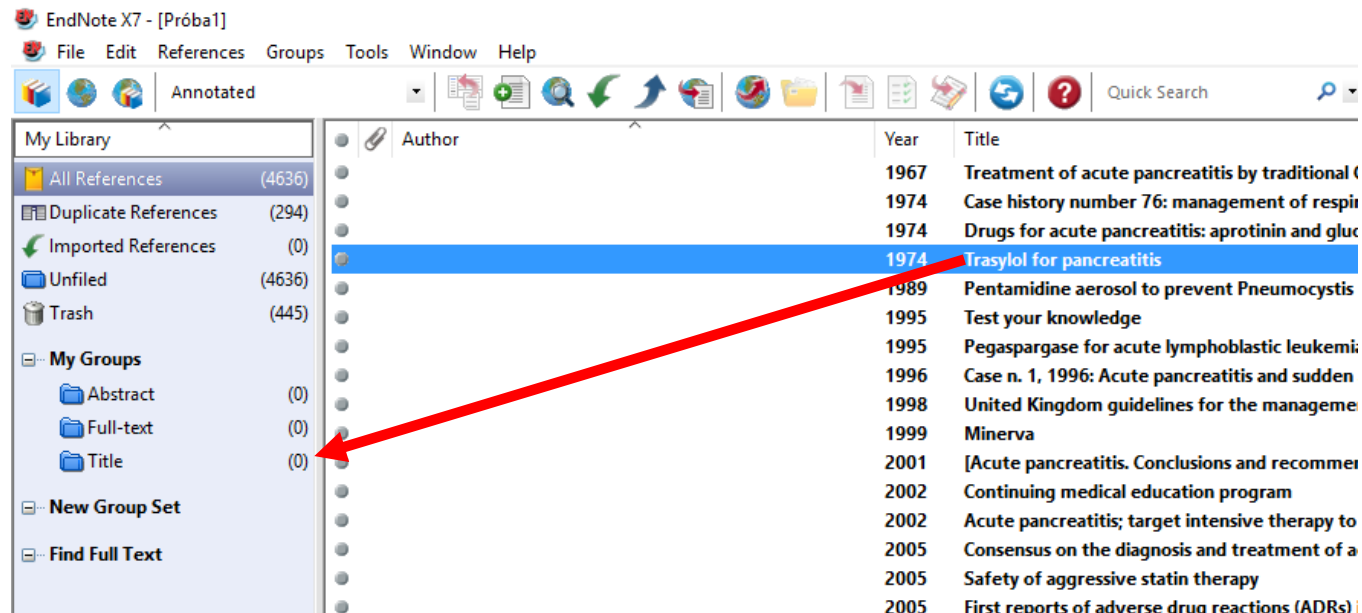 EndNote X7 - [Próba1]
File Edit References Groups Tools Window Help
Annotated Quick Search
My Library Author Year Title
All References (4636)
Duplicate References (294)
Imported References (0)
Unfiled (4636)
Trash (445)
My Groups
Abstract (0)
Full-text (0)
Title (0)
New Group Set
Find Full Text
1967 Treatment of acute pancreatitis by traditional
1974 Case history number 76: management of
1974 Drugs for acute pancreatitis: aprotinin and
1974 Trasylol for pancreatitis
1989 Pentamidine aerosol to prevent Pneumocystis
1995 Test your knowledge
1995 Pegaspargase for acute lymphoblastic leukemia
1996 Case n. 1, 1996: Acute pancreatitis and sudden
1998 United Kingdom guidelines for the
1999 Minerva
2001 [Acute pancreatitis. Conclusions and
2002 Continuing medical education program
2002 Acute pancreatitis; target intensive therapy to
2005 Consensus on the diagnosis and treatment of
2005 Safety of aggressive statin therapy
2005 First reports of adverse drug reactions (ADRs)